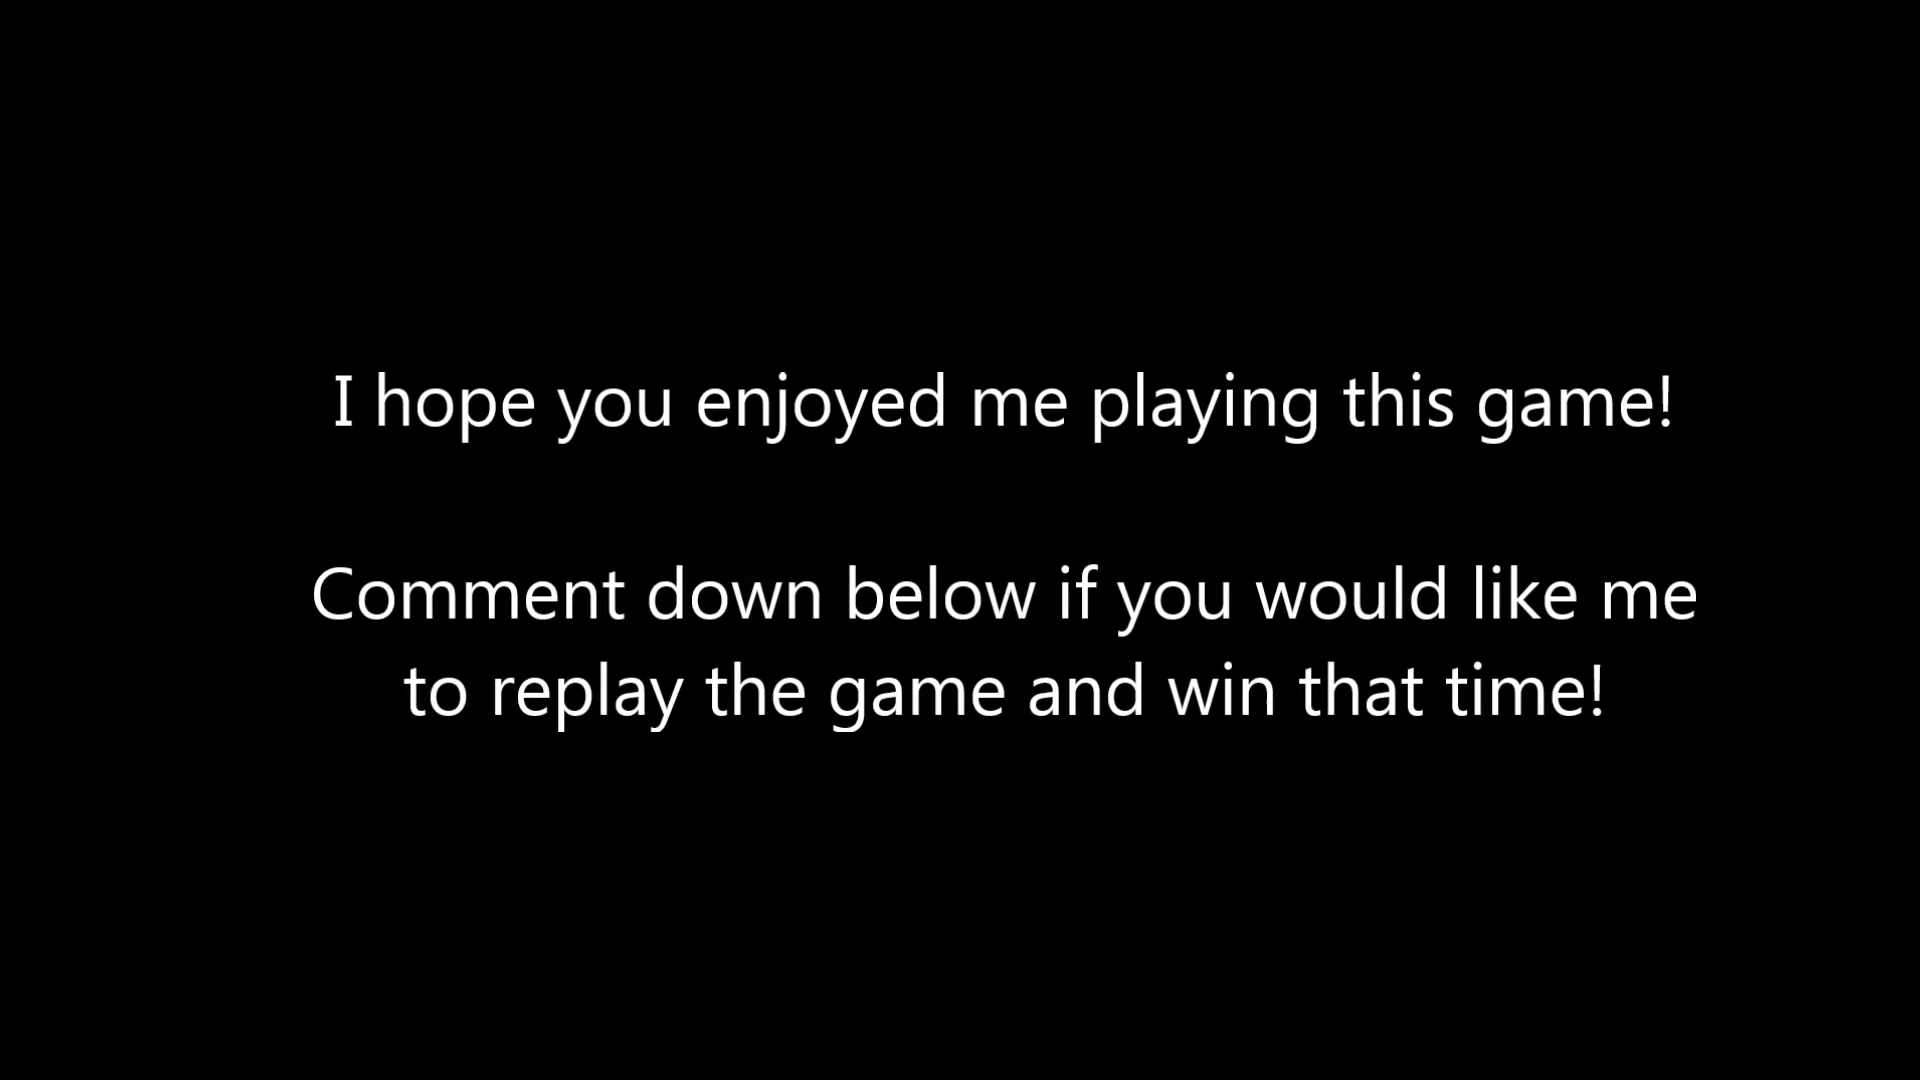 I hope you enjoyed me playing this game!
Comment down below if you would like me
to replay the game and win that time!